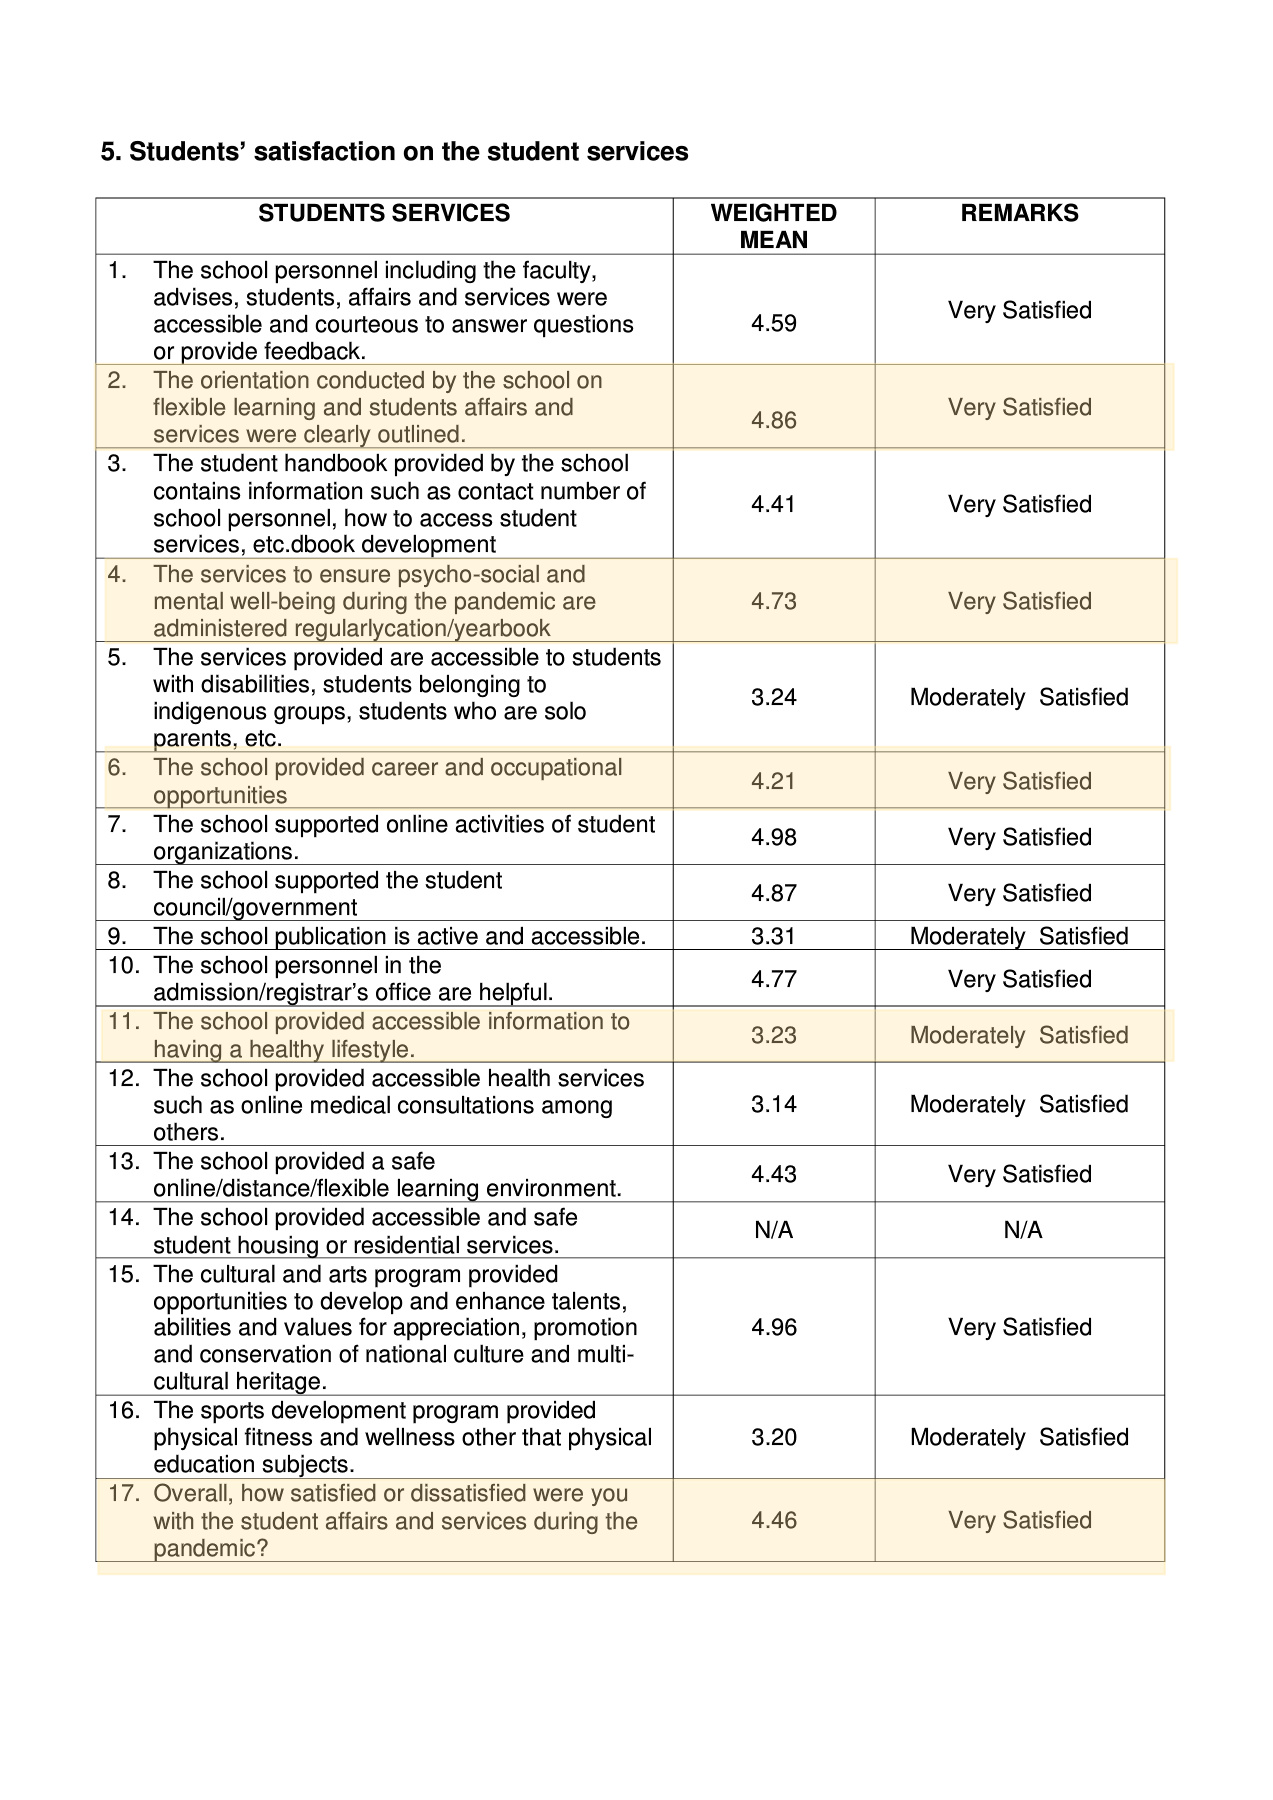 5. Students’ satisfaction on the student services
STUDENTS SERVICES
WEIGHTED
MEAN
REMARKS
1. The school personnel including the faculty,
advises, students, affairs and services were
accessible and courteous to answer questions
or provide feedback.
4.59
Very Satisfied
2. The orientation conducted by the school on
flexible learning and students affairs and
services were clearly outlined.
4.86
Very Satisfied
3. The student handbook provided by the school
contains information such as contact number of
school personnel, how to access student
services, etc.dbook development
4.41
Very Satisfied
4. The services to ensure psycho-social and
mental well-being during the pandemic are
administered regularlycation/yearbook
4.73
Very Satisfied
5. The services provided are accessible to students
with disabilities, students belonging to
indigenous groups, students who are solo
parents, etc.
3.24
Moderately Satisfied
6. The school provided career and occupational
opportunities
4.21
Very Satisfied
7. The school supported online activities of student
organizations.
4.98
Very Satisfied
8. The school supported the student
council/government
4.87
Very Satisfied
9. The school publication is active and accessible.
3.31
Moderately Satisfied
10. The school personnel in the
admission/registrar’s office are helpful.
4.77
Very Satisfied
11. The school provided accessible information to
having a healthy lifestyle.
3.23
Moderately Satisfied
12. The school provided accessible health services
such as online medical consultations among
others.
3.14
Moderately Satisfied
13. The school provided a safe
online/distance/flexible learning environment.
4.43
Very Satisfied
14. The school provided accessible and safe
student housing or residential services.
N/A
N/A
15. The cultural and arts program provided
opportunities to develop and enhance talents,
abilities and values for appreciation, promotion
and conservation of national culture and multi-
cultural heritage.
4.96
Very Satisfied
16. The sports development program provided
physical fitness and wellness other that physical
education subjects.
3.20
Moderately Satisfied
17. Overall, how satisfied or dissatisfied were you
with the student affairs and services during the
pandemic?
4.46
Very Satisfied